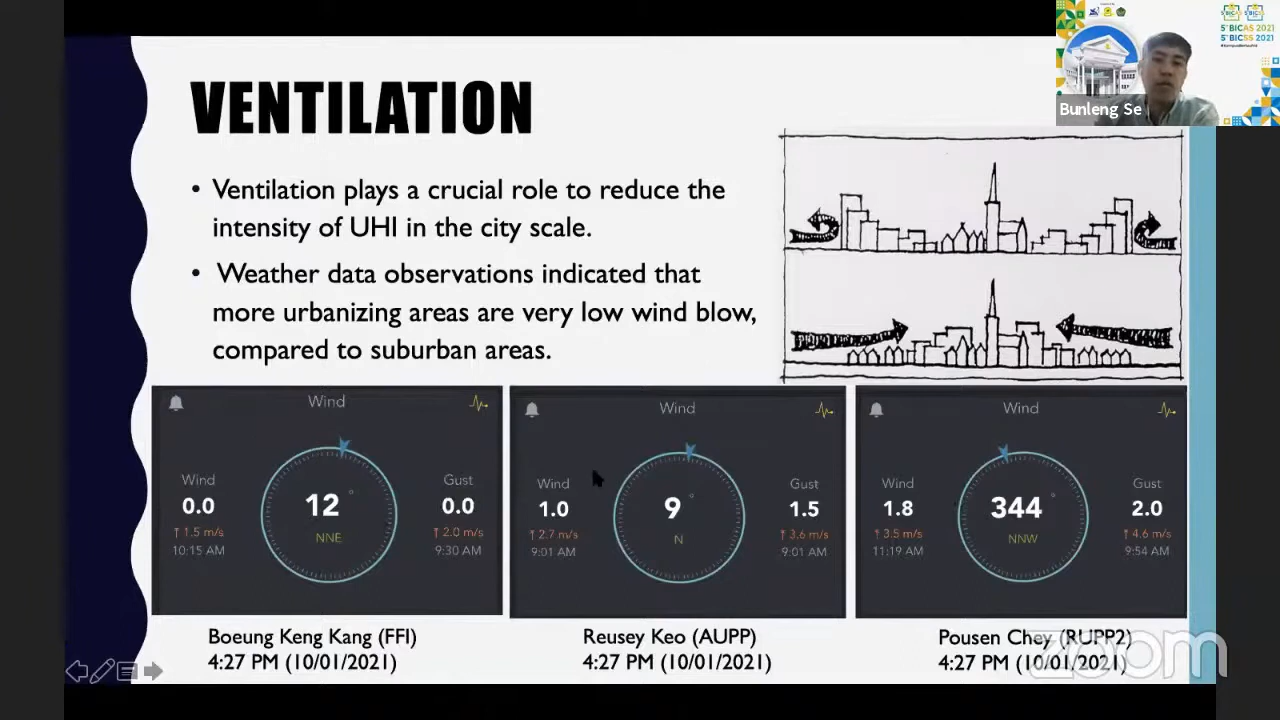 VENTILATION
• Ventilation plays a crucial role to reduce the
intensity of UHI in the city scale.
• Weather data observations indicated that
more urbanizing areas are very low wind blow,
compared to suburban areas.
5th BICAS 2021
5th BICSS 2021
Bunleng Se
Wind
Wind
0.0
↑ 1.5 m/s
10:15 AM
12°
NNE
Gust
0.0
↑ 2.0 m/s
9:30 AM
Boeung Keng Kang (FFI)
4:27 PM (10/01/2021)
Wind
Wind
1.0
↑ 2.7 m/s
9:01 AM
9°
N
Gust
1.5
↑ 3.6 m/s
9:01 AM
Reusey Keo (AUPP)
4:27 PM (10/01/2021)
Wind
Wind
1.8
↑ 3.5 m/s
11:19 AM
344°
NNW
Gust
2.0
↑ 4.6 m/s
9:54 AM
Pousen Chey (RUPP2)
4:27 PM (10/01/2021)
zoom